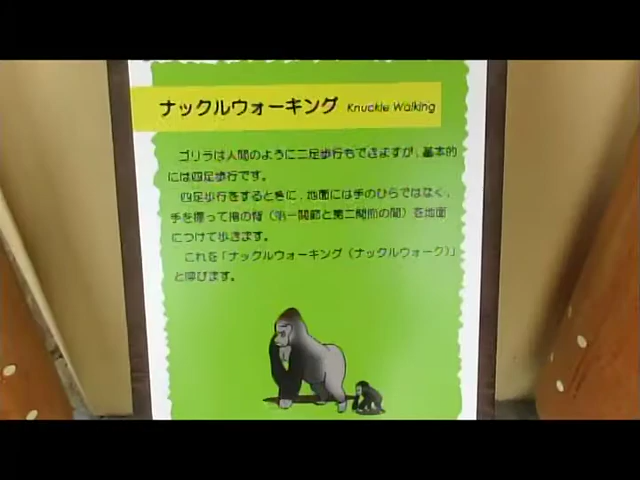 ナックルウォーキング Knuckle Walking
ゴリラは人間のように二足歩行もできますが、基本的
には四足歩行です。
四足歩行をするときに、地面には手のひらではなく、
手を握って指の背（第一関節と第二関節の間）を地面
につけて歩きます。
これを「ナックルウォーキング（ナックルウォーク）」
と呼びます。